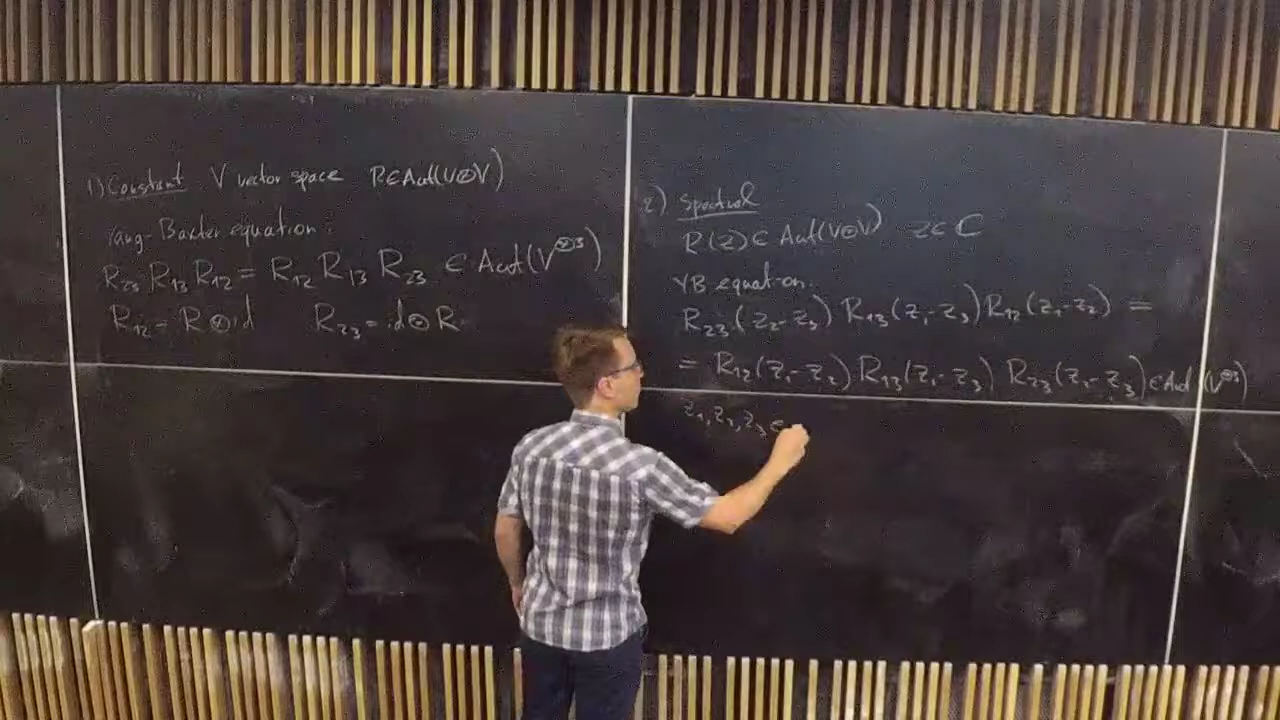 1) Constant V vector space R∈Aut(V⊗V)
Yang-Baxter equation:
R₂₃ R₁₃ R₁₂ = R₁₂ R₁₃ R₂₃ ∈ Aut(V^⊗3)
R₁₂ = R⊗id R₂₃ = id⊗R
2) Spectral
R(z)∈ Aut(V⊗V) z∈ ℂ
YB equation.
R₂₃(z₂-z₃) R₁₃(z₁-z₃) R₁₂(z₁-z₂) =
= R₁₂(z₁-z₂) R₁₃(z₁-z₃) R₂₃(z₂-z₃) ∈ Aut(V^⊗3)
z₁, z₂, z₃ ∈